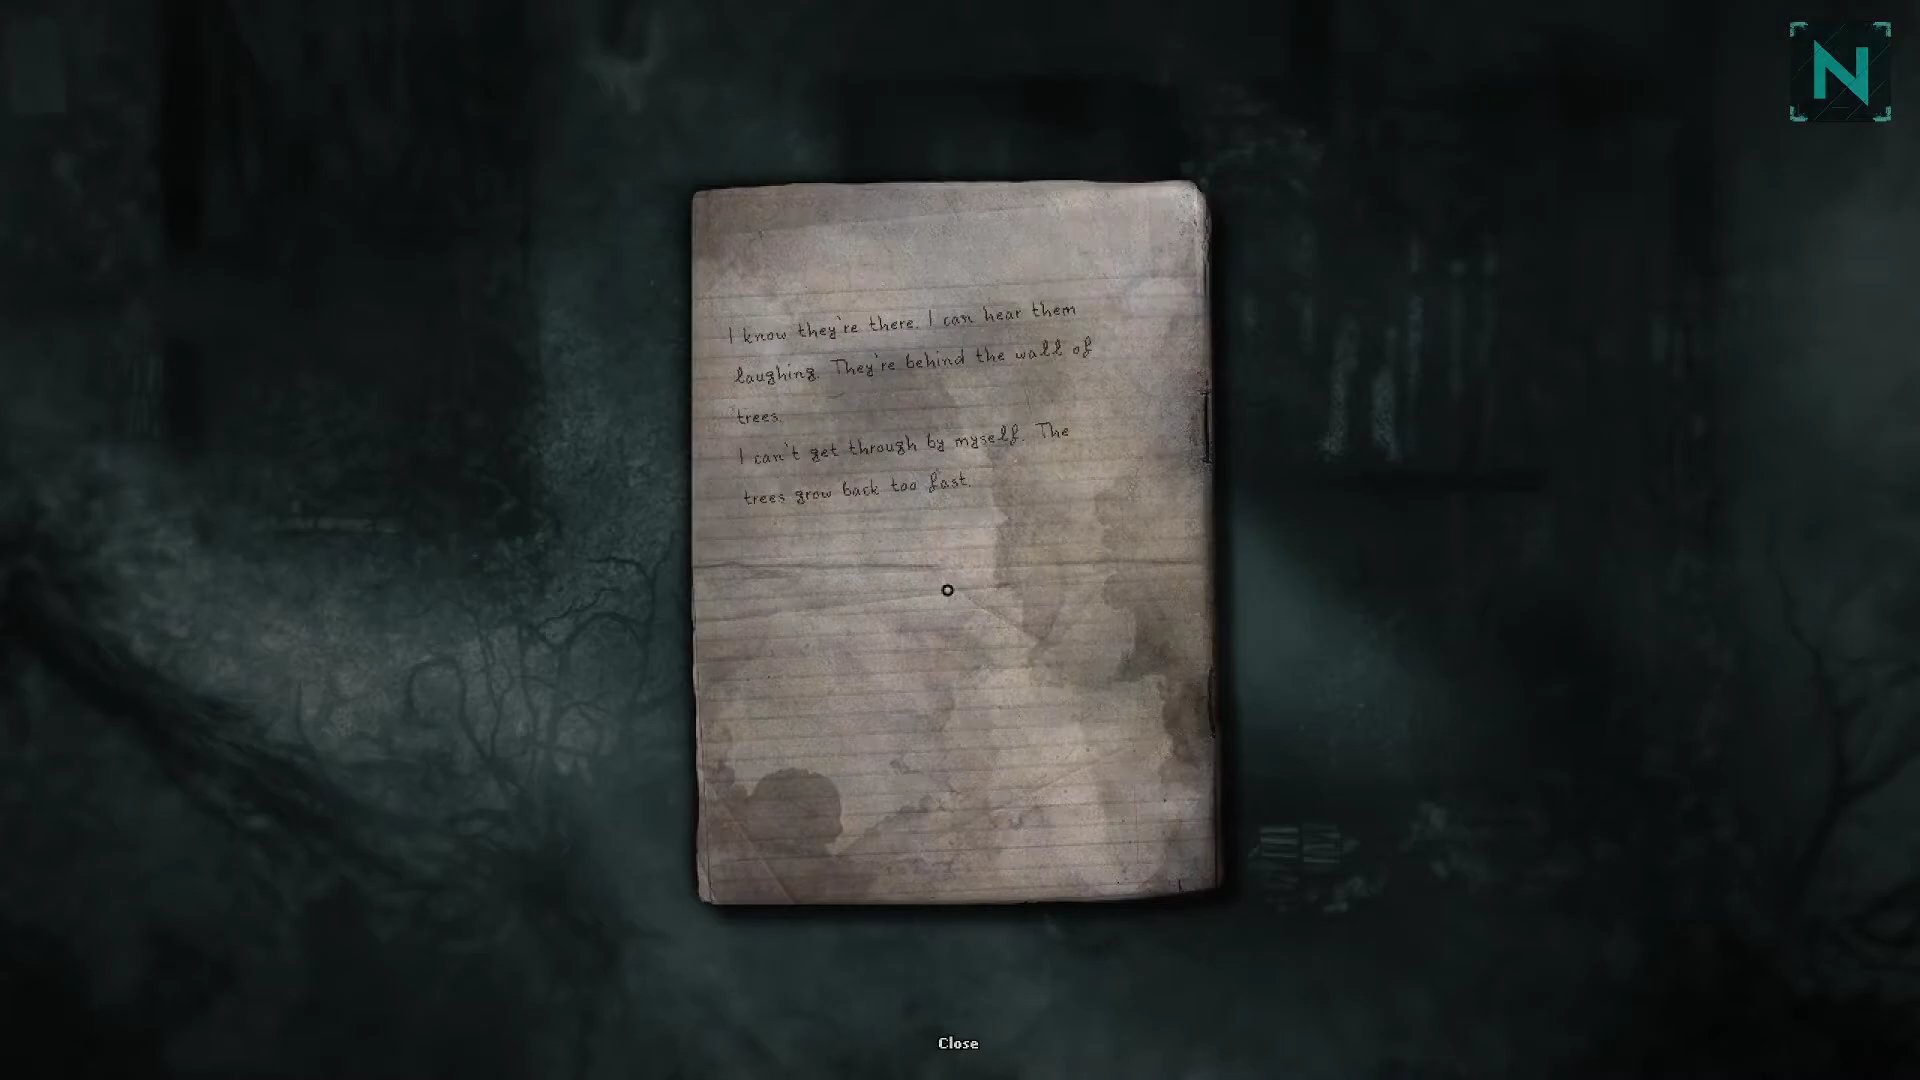 N
I know they're there. I can hear them
laughing. They're behind the wall of
trees.
I can't get through by myself. The
trees grow back too fast.
Close